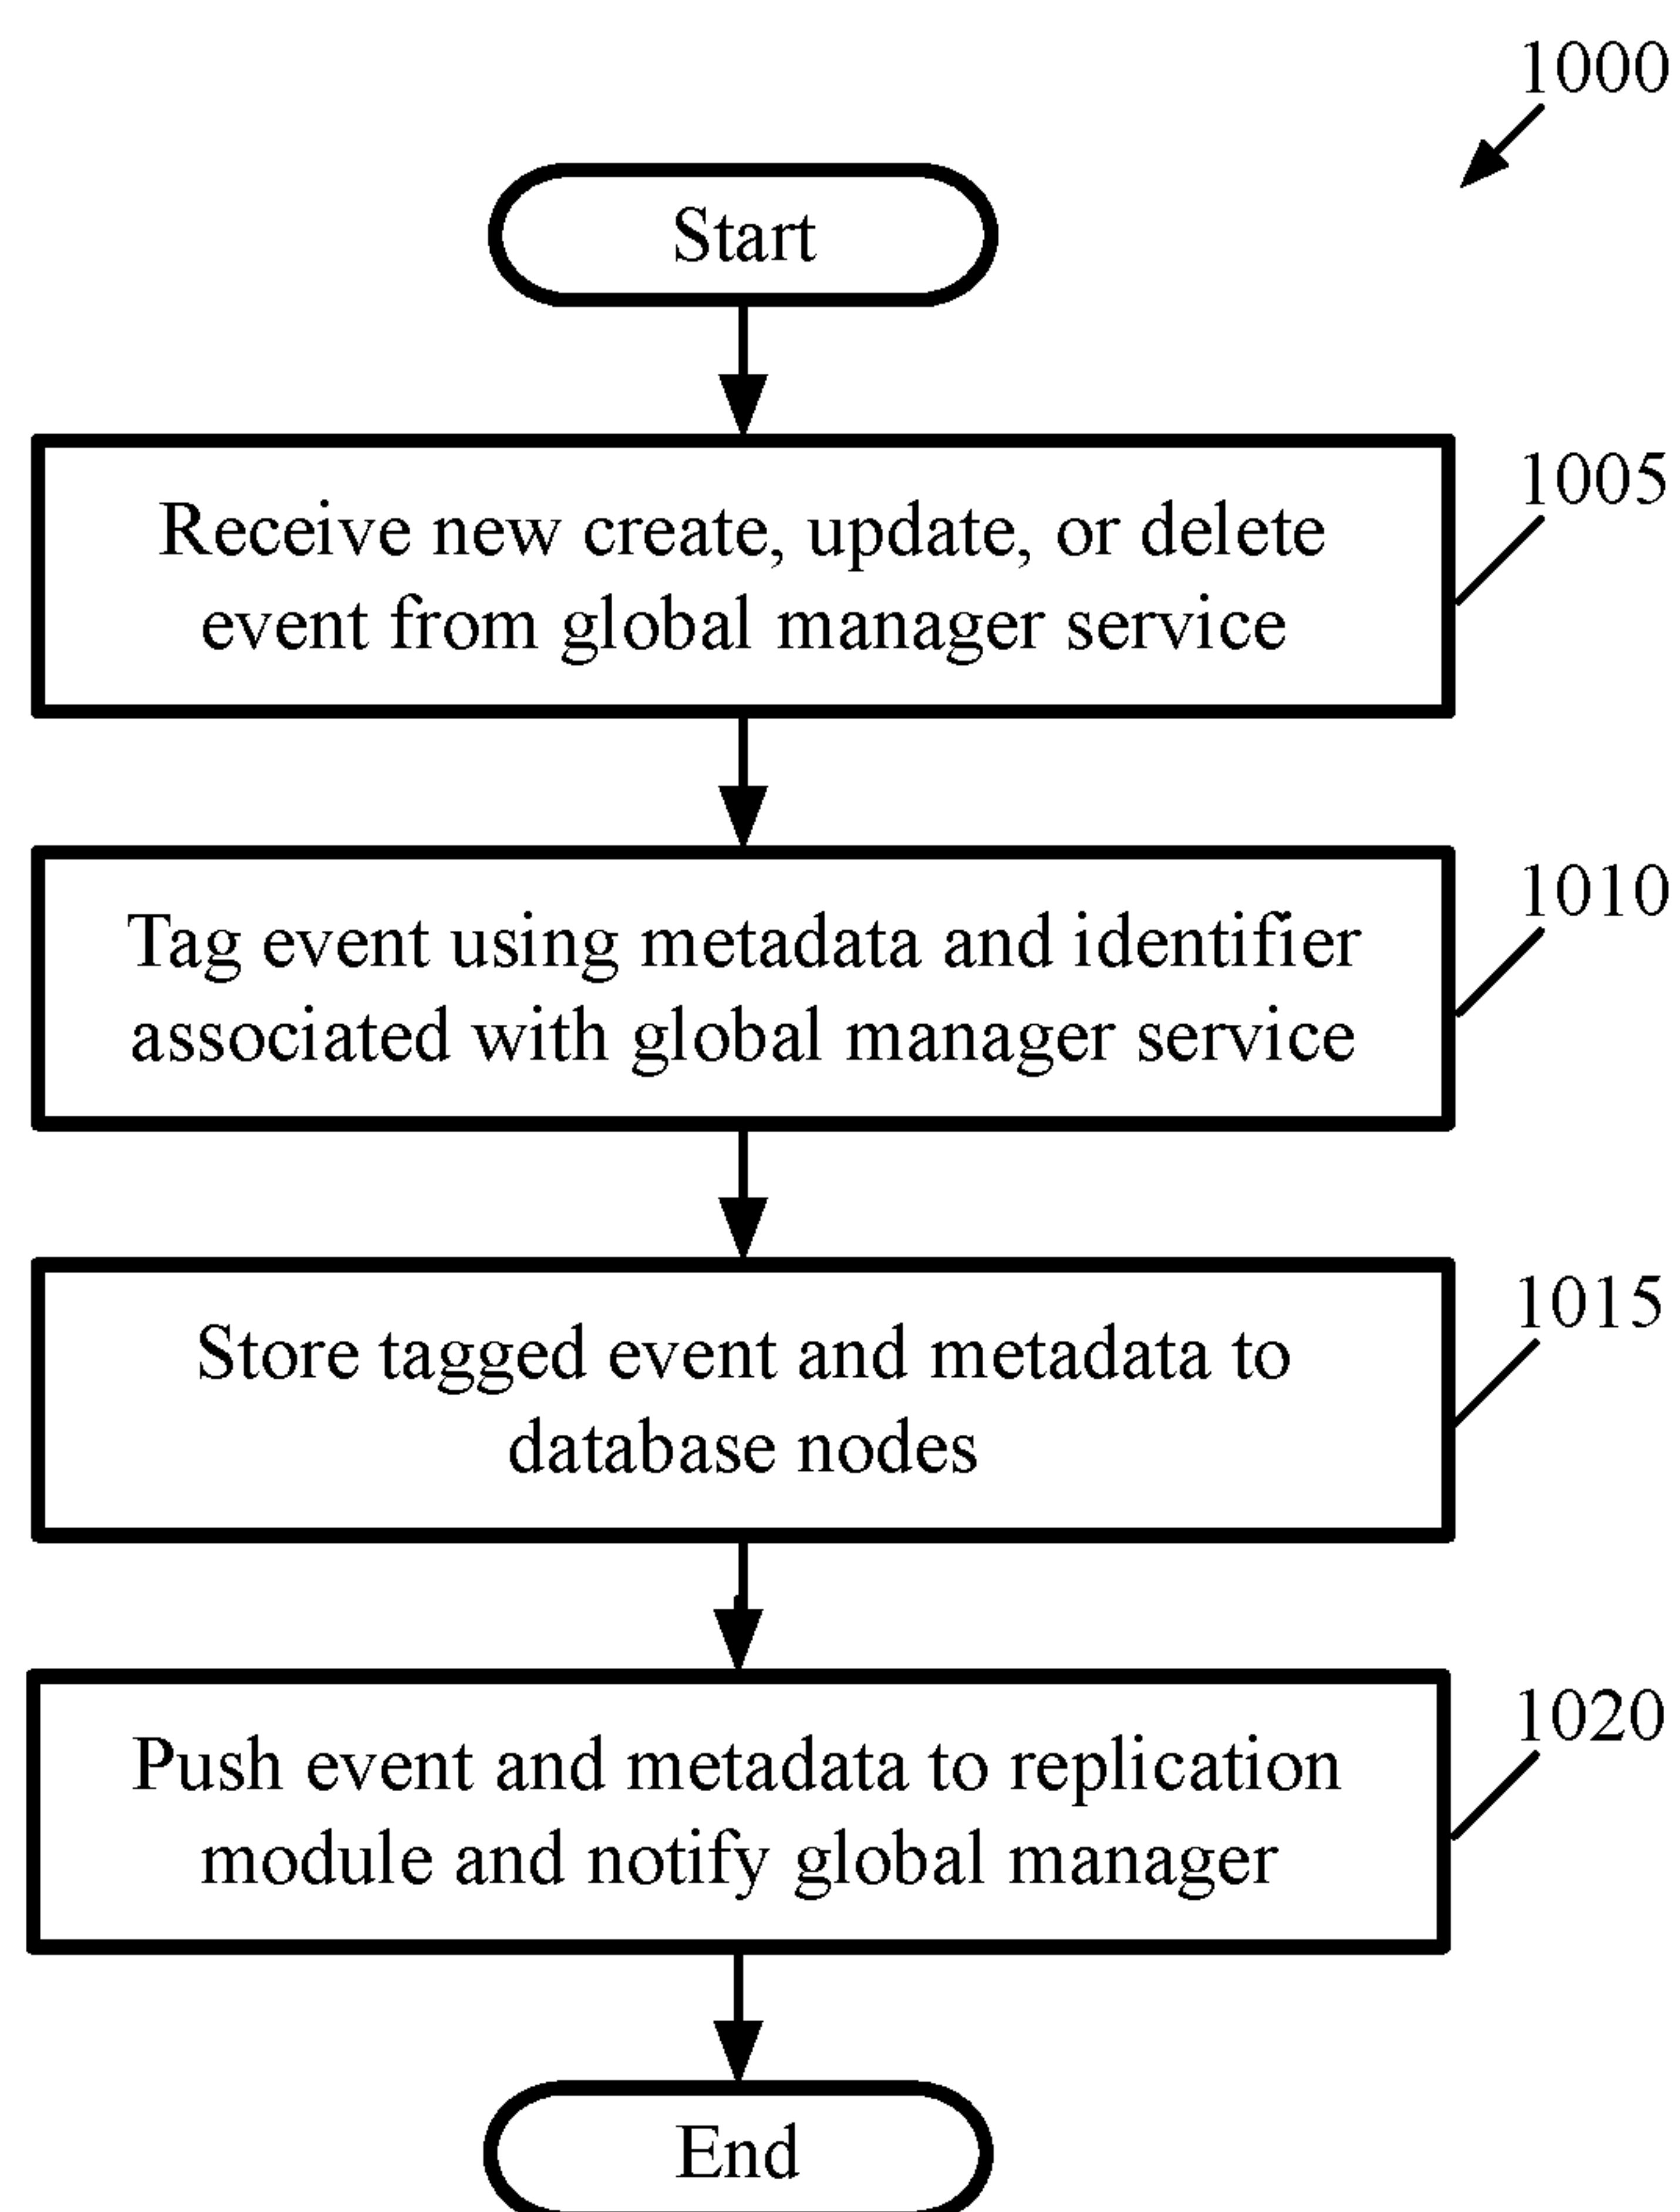 1000
Start
1005
Receive new create, update, or delete
event from global manager service
1010
Tag event using metadata and identifier
associated with global manager service
1015
Store tagged event and metadata to
database nodes
1020
Push event and metadata to replication
module and notify global manager
End